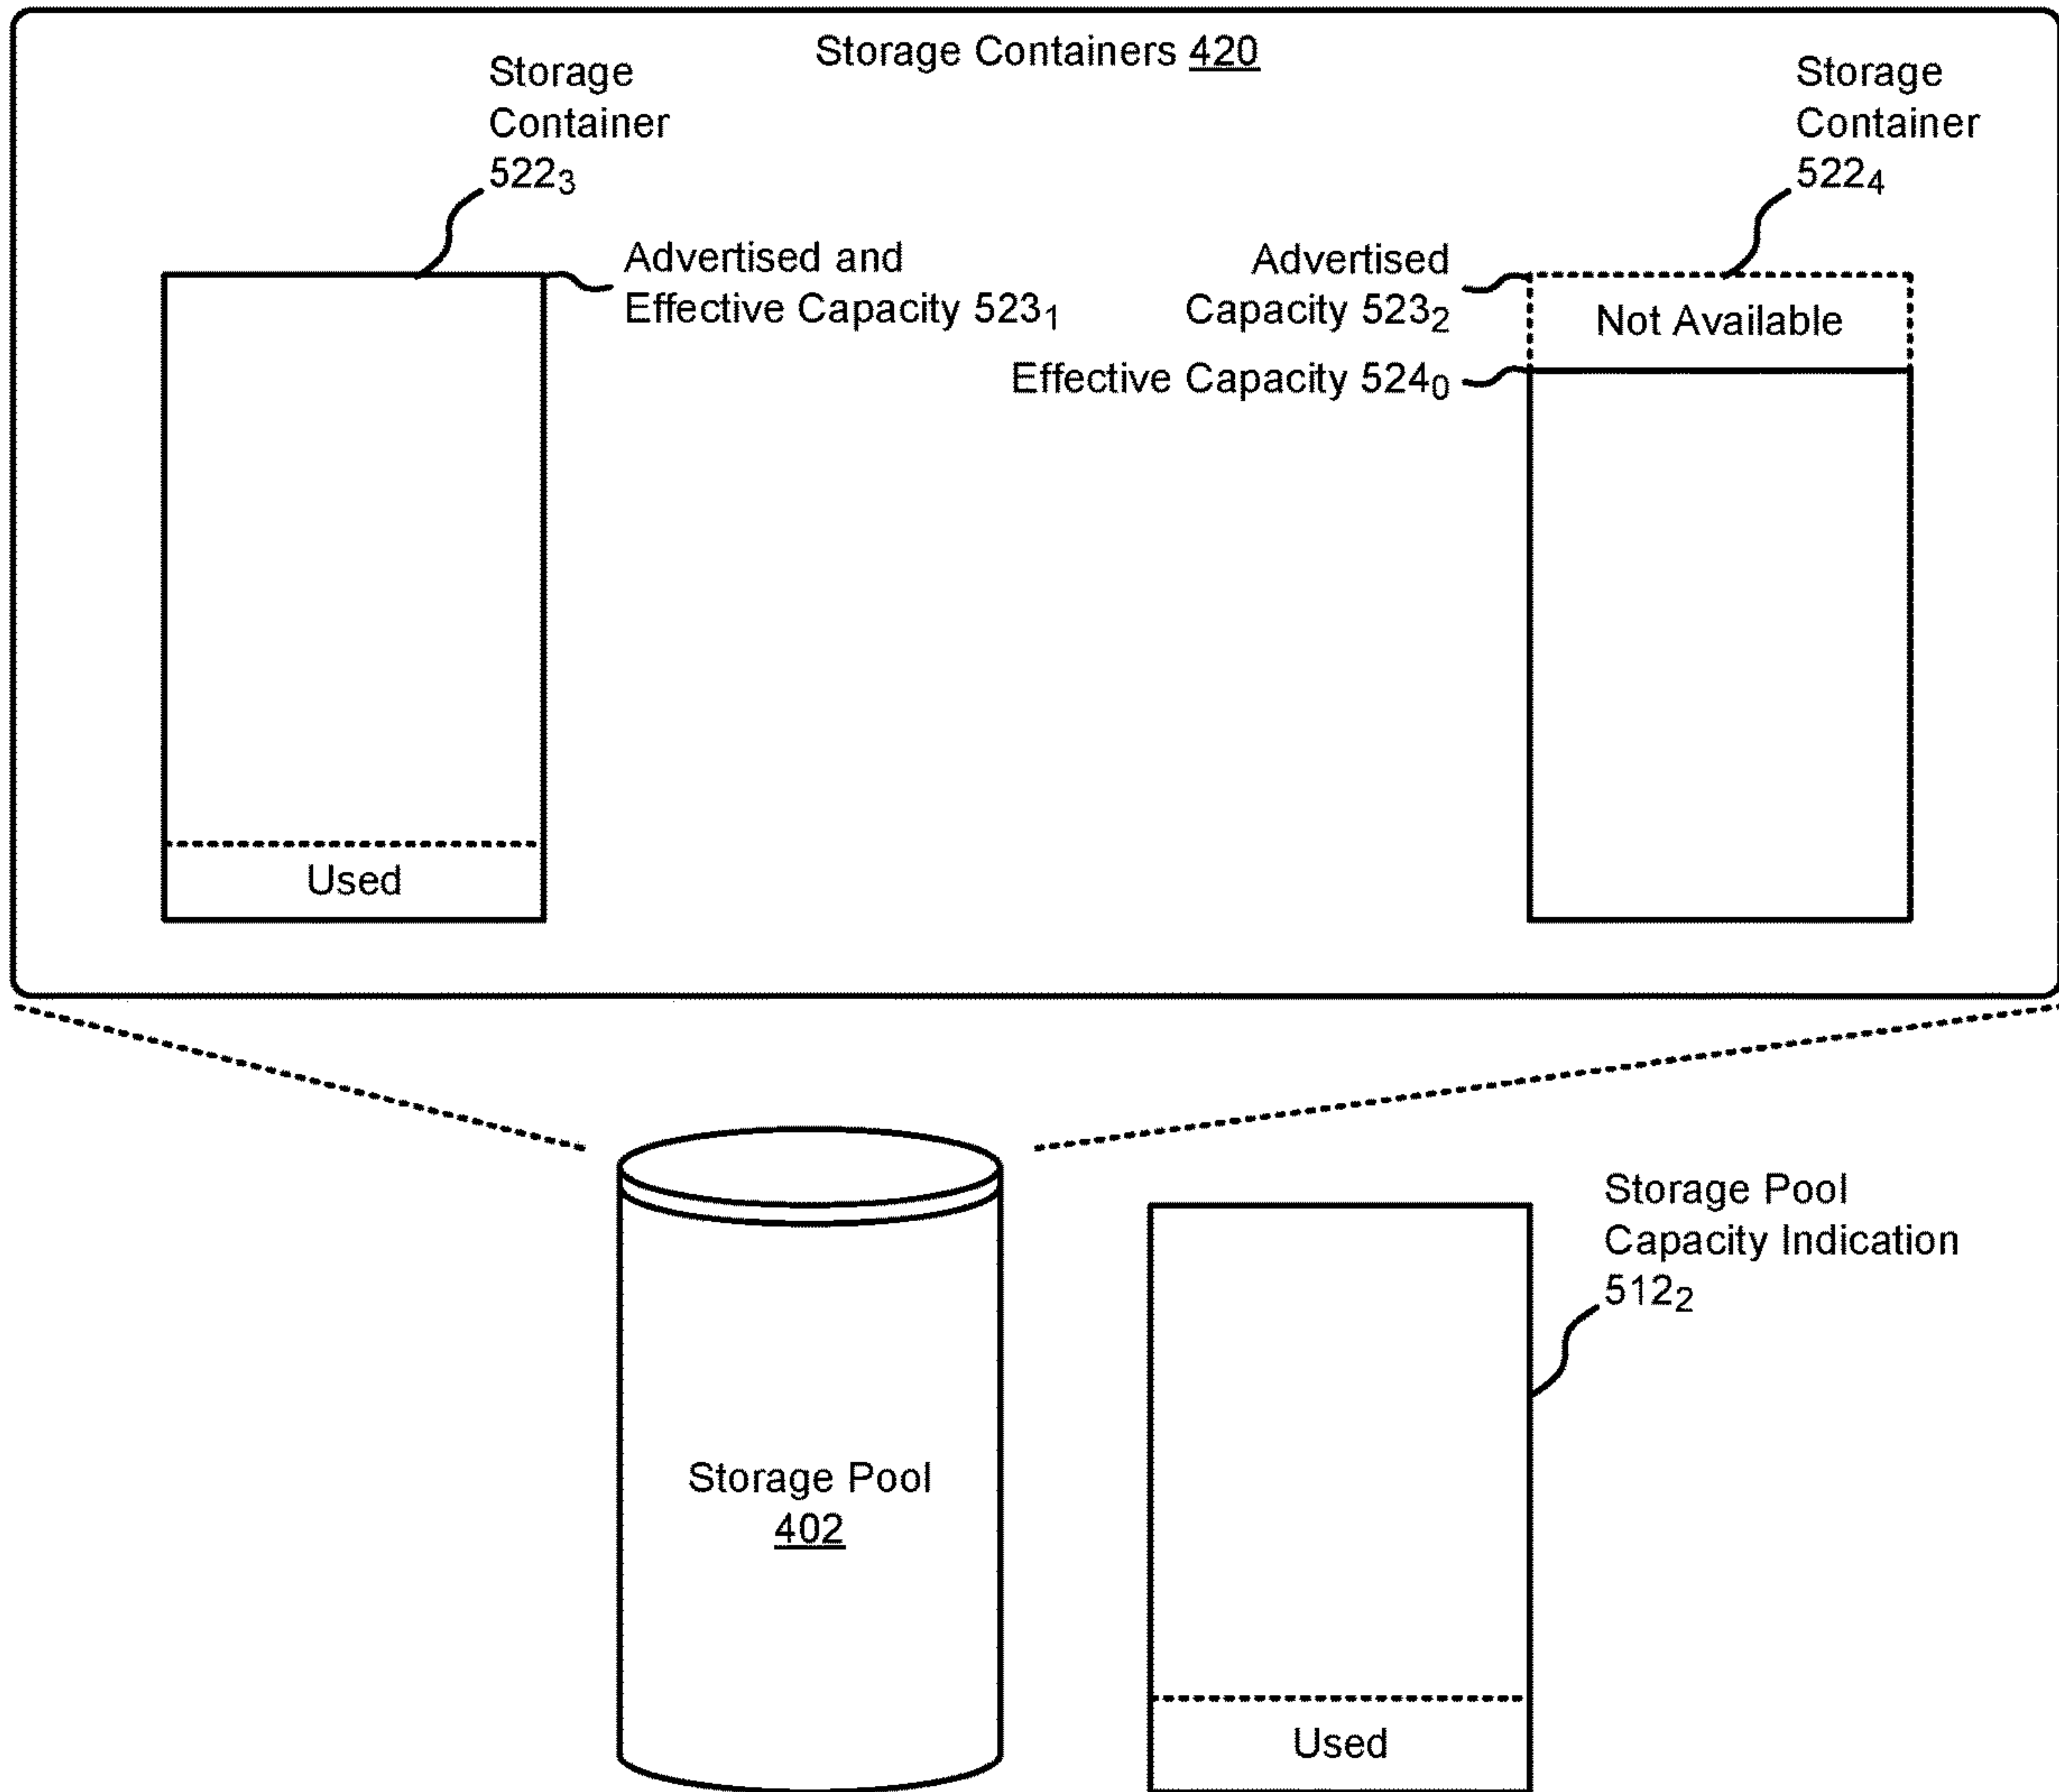 Storage Containers 420
Storage
Container
522₃
Storage
Container
522₄
Advertised and
Effective Capacity 523₁
Advertised
Capacity 523₂
Not Available
Effective Capacity 524₀
Used
Storage Pool
402
Storage Pool
Capacity Indication
512₂
Used